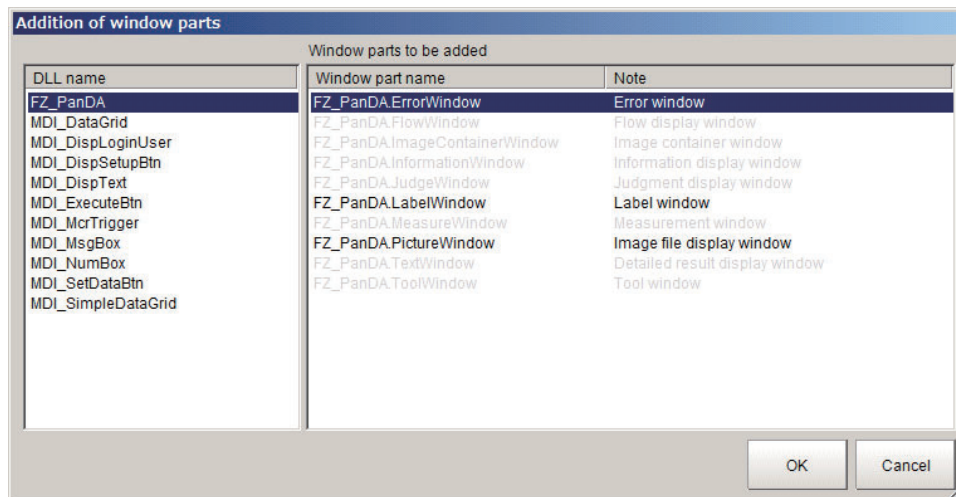 Addition of window parts
Window parts to be added
DLL name
FZ_PanDA
MDI_DataGrid
MDI_DispLoginUser
MDI_DispSetupBtn
MDI_DispText
MDI_ExecuteBtn
MDI_McrTrigger
MDI_MsgBox
MDI_NumBox
MDI_SetDataBtn
MDI_SimpleDataGrid
Window part name Note
FZ_PanDA.ErrorWindow Error window
FZ_PanDA.FlowWindow Flow display window
FZ_PanDA.ImageContainerWindow Image container window
FZ_PanDA.InformationWindow Information display window
FZ_PanDA.JudgeWindow Judgment display window
FZ_PanDA.LabelWindow Label window
FZ_PanDA.MeasureWindow Measurement window
FZ_PanDA.PictureWindow Image file display window
FZ_PanDA.TextWindow Detailed result display window
FZ_PanDA.ToolWindow Tool window
OK Cancel